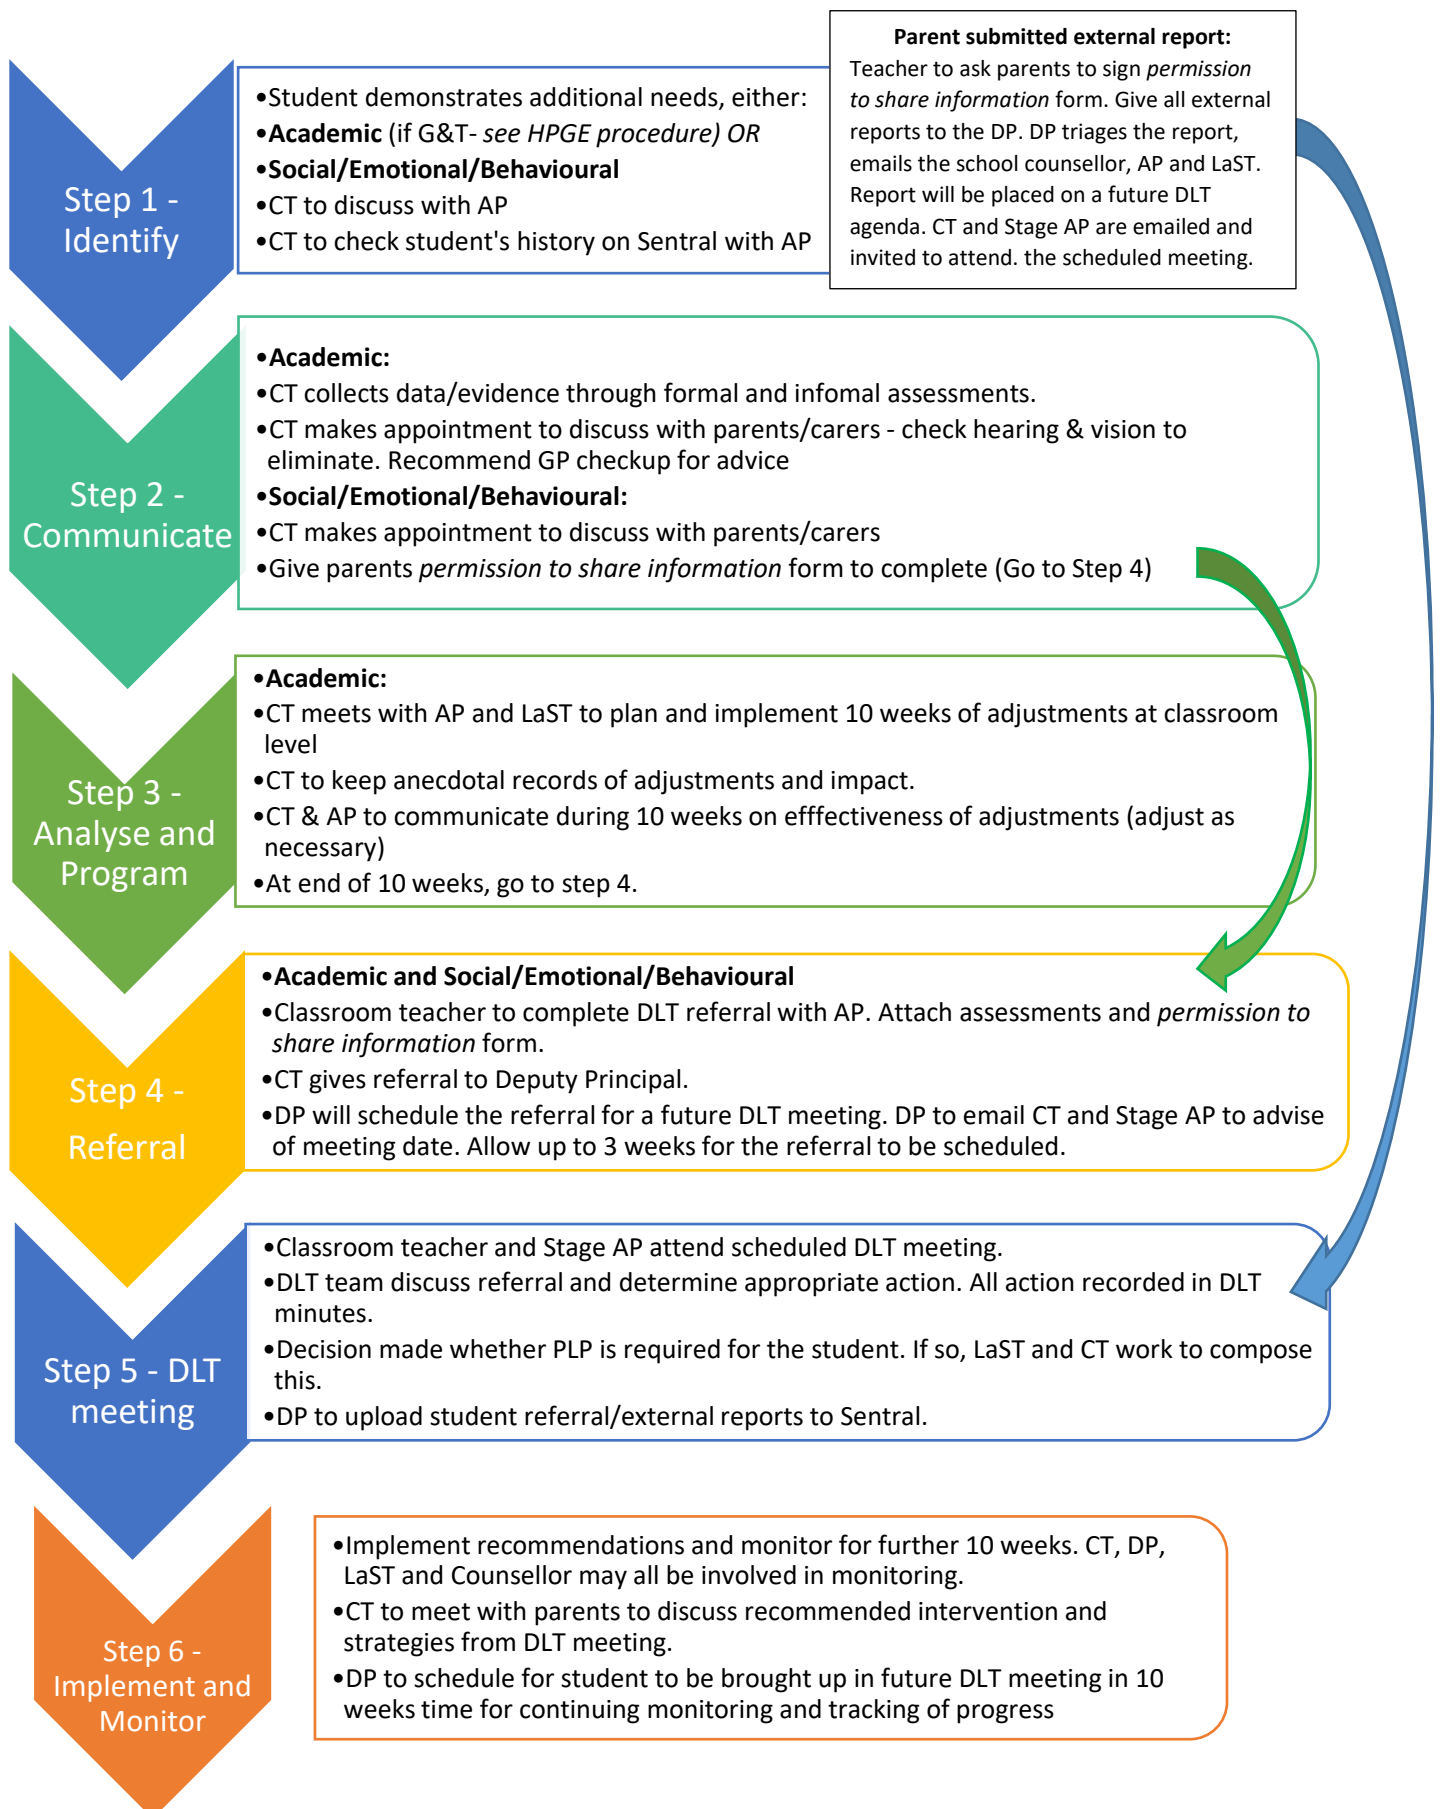 Parent submitted external report:
Teacher to ask parents to sign permission
to share information form. Give all external
reports to the DP. DP triages the report,
emails the school counsellor, AP and LaST.
Report will be placed on a future DLT
agenda. CT and Stage AP are emailed and
invited to attend. the scheduled meeting.
Step 1 -
Identify
•Student demonstrates additional needs, either:
•Academic (if G&T- see HPGE procedure) OR
•Social/Emotional/Behavioural
•CT to discuss with AP
•CT to check student's history on Sentral with AP
Step 2 -
Communicate
•Academic:
•CT collects data/evidence through formal and infomal assessments.
•CT makes appointment to discuss with parents/carers - check hearing & vision to
eliminate. Recommend GP checkup for advice
•Social/Emotional/Behavioural:
•CT makes appointment to discuss with parents/carers
•Give parents permission to share information form to complete (Go to Step 4)
Step 3 -
Analyse and
Program
•Academic:
•CT meets with AP and LaST to plan and implement 10 weeks of adjustments at classroom
level
•CT to keep anecdotal records of adjustments and impact.
•CT & AP to communicate during 10 weeks on efffectiveness of adjustments (adjust as
necessary)
•At end of 10 weeks, go to step 4.
Step 4 -
Referral
•Academic and Social/Emotional/Behavioural
•Classroom teacher to complete DLT referral with AP. Attach assessments and permission to
share information form.
•CT gives referral to Deputy Principal.
•DP will schedule the referral for a future DLT meeting. DP to email CT and Stage AP to advise
of meeting date. Allow up to 3 weeks for the referral to be scheduled.
Step 5 - DLT
meeting
•Classroom teacher and Stage AP attend scheduled DLT meeting.
•DLT team discuss referral and determine appropriate action. All action recorded in DLT
minutes.
•Decision made whether PLP is required for the student. If so, LaST and CT work to compose
this.
•DP to upload student referral/external reports to Sentral.
Step 6 -
Implement and
Monitor
•Implement recommendations and monitor for further 10 weeks. CT, DP,
LaST and Counsellor may all be involved in monitoring.
•CT to meet with parents to discuss recommended intervention and
strategies from DLT meeting.
•DP to schedule for student to be brought up in future DLT meeting in 10
weeks time for continuing monitoring and tracking of progress